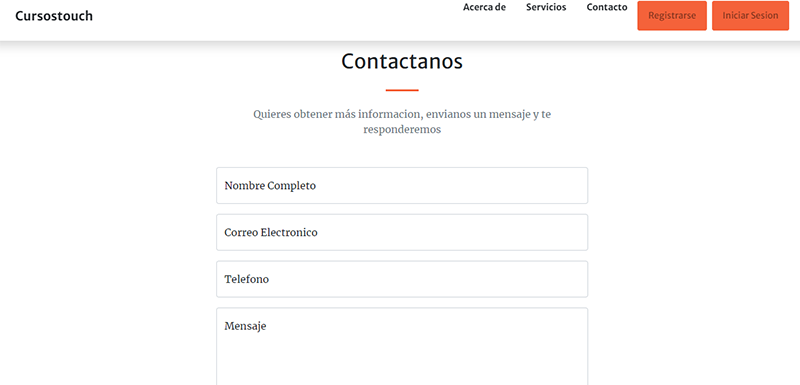 Cursostouch
Acerca de
Servicios
Contacto
Registrarse
Iniciar Sesion
Contactanos
Quieres obtener más informacion, envianos un mensaje y te
responderemos
Nombre Completo
Correo Electronico
Telefono
Mensaje